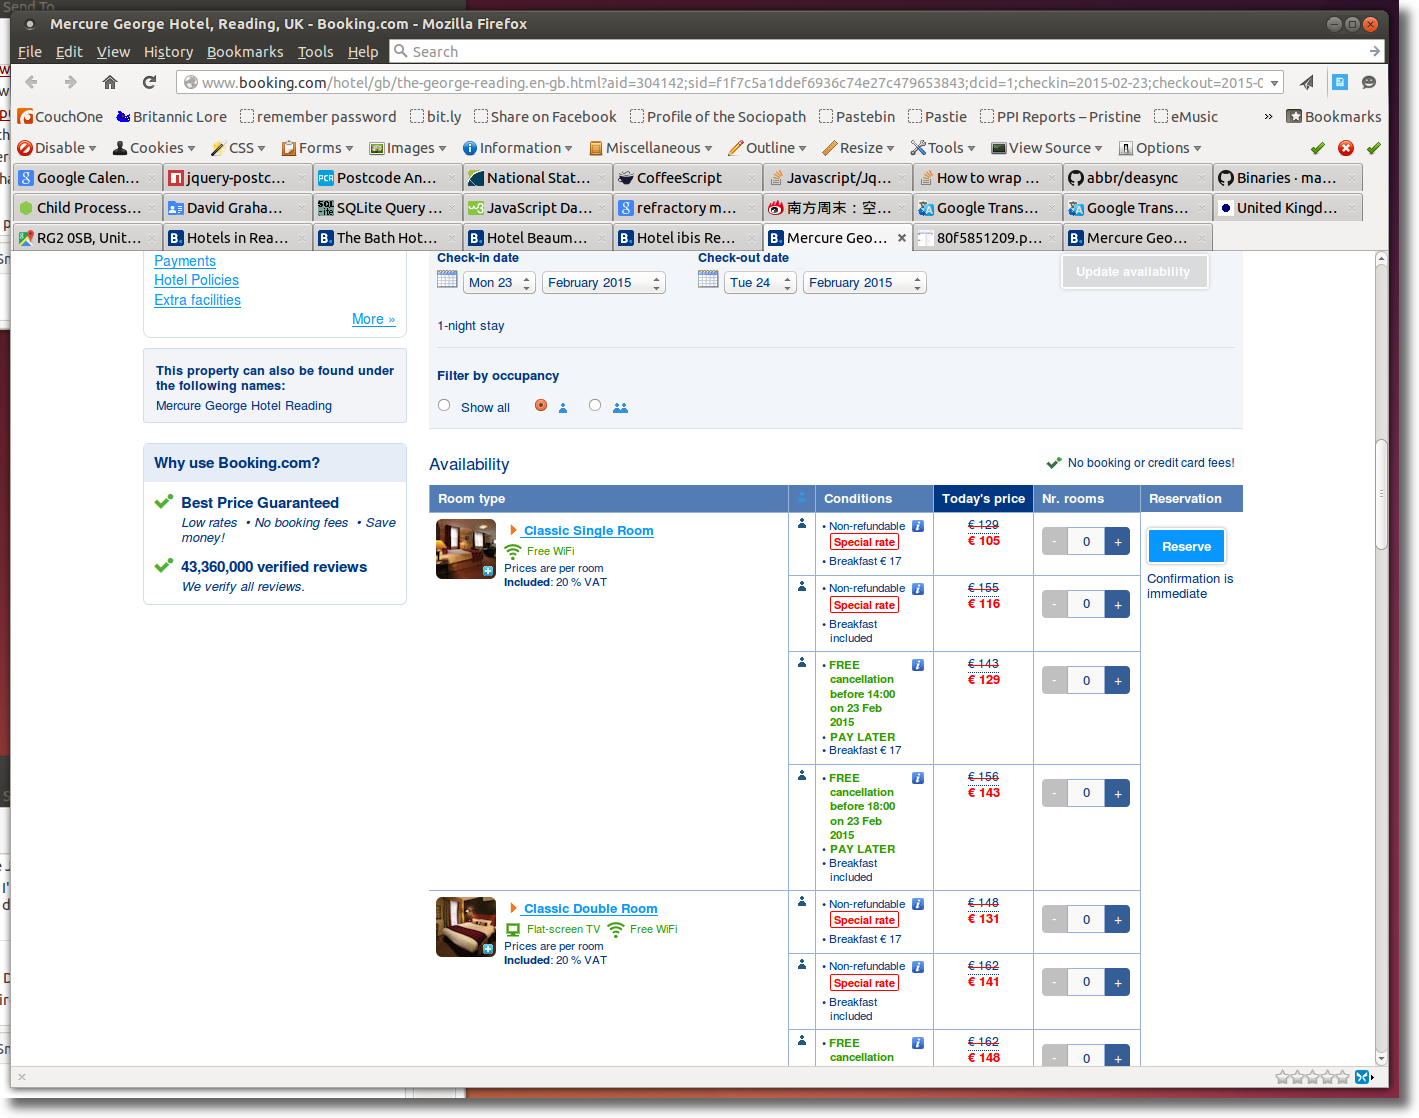 Send To
Mercure George Hotel, Reading, UK - Booking.com - Mozilla Firefox
File Edit View History Bookmarks Tools Help Search
www.booking.com/hotel/gb/the-george-reading.en-gb.html?aid=304142;sid=f1f7c5a1ddef6936c74e27c479653843;dcid=1;checkin=2015-02-23;checkout=2015-0
CouchOne Britannic Lore remember password bit.ly Share on Facebook Profile of the Sociopath Pastebin Pastie PPI Reports – Pristine eMusic » Bookmarks
Disable Cookies CSS Forms Images Information Miscellaneous Outline Resize Tools View Source Options
Google Calen... jquery-postc... Postcode An... National Stat... CoffeeScript Javascript/Jq... How to wrap ... abbr/deasync Binaries · ma...
Child Process... David Graha... SQLite Query ... JavaScript Da... refractory m... 南方周末：空... Google Trans... Google Trans... United Kingd...
RG2 0SB, Unit... Hotels in Rea... The Bath Hot... Hotel Beaum... Hotel ibis Re... Mercure Geo... 80f5851209.p... Mercure Geo...
Payments
Hotel Policies
Extra facilities
More »
This property can also be found under
the following names:
Mercure George Hotel Reading
Why use Booking.com?
Best Price Guaranteed
Low rates • No booking fees • Save
money!
43,360,000 verified reviews
We verify all reviews.
Check-in date Check-out date
Mon 23 February 2015 Tue 24 February 2015 Update availability
1-night stay
Filter by occupancy
Show all
Availability No booking or credit card fees!
Room type Conditions Today's price Nr. rooms Reservation
Classic Single Room
Free WiFi
Prices are per room
Included: 20 % VAT
• Non-refundable € 129
Special rate € 105 - 0 +
• Breakfast € 17
Reserve
Confirmation is
immediate
• Non-refundable € 155
Special rate € 116 - 0 +
• Breakfast
included
• FREE € 143
cancellation € 129 - 0 +
before 14:00
on 23 Feb
2015
• PAY LATER
• Breakfast € 17
• FREE € 156
cancellation € 143 - 0 +
before 18:00
on 23 Feb
2015
• PAY LATER
• Breakfast
included
Classic Double Room
Flat-screen TV Free WiFi
Prices are per room
Included: 20 % VAT
• Non-refundable € 148
Special rate € 131 - 0 +
• Breakfast € 17
• Non-refundable € 162
Special rate € 141 - 0 +
• Breakfast
included
• FREE € 162
cancellation € 148 - 0 +